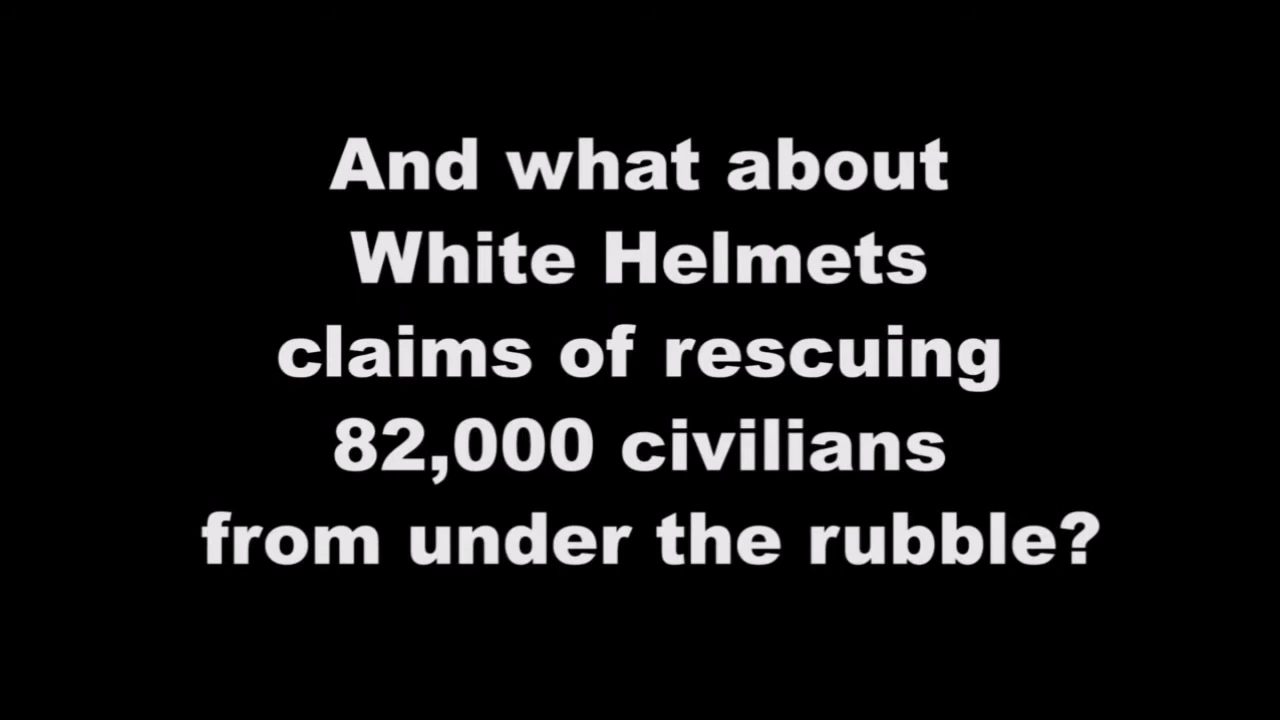 And what about
White Helmets
claims of rescuing
82,000 civilians
from under the rubble?